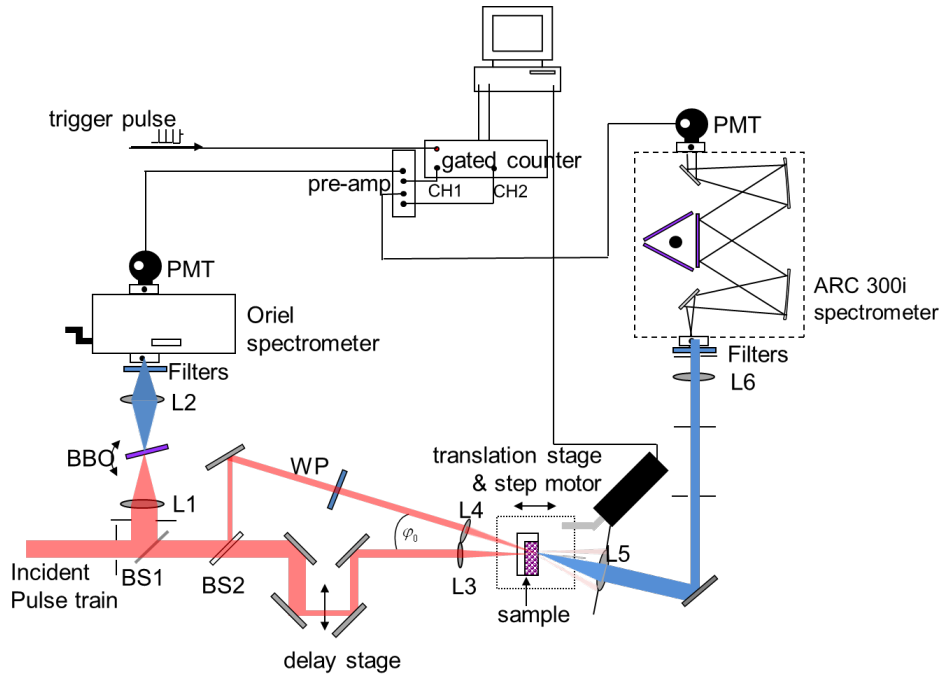 trigger pulse
PMT
gated counter
pre-amp
CH1
CH2
PMT
Oriel
spectrometer
ARC 300i
spectrometer
Filters
L2
Filters
L6
BBO
WP
translation stage
& step motor
L1
L4
φ₀
L5
Incident
Pulse train
BS1
BS2
L3
sample
delay stage